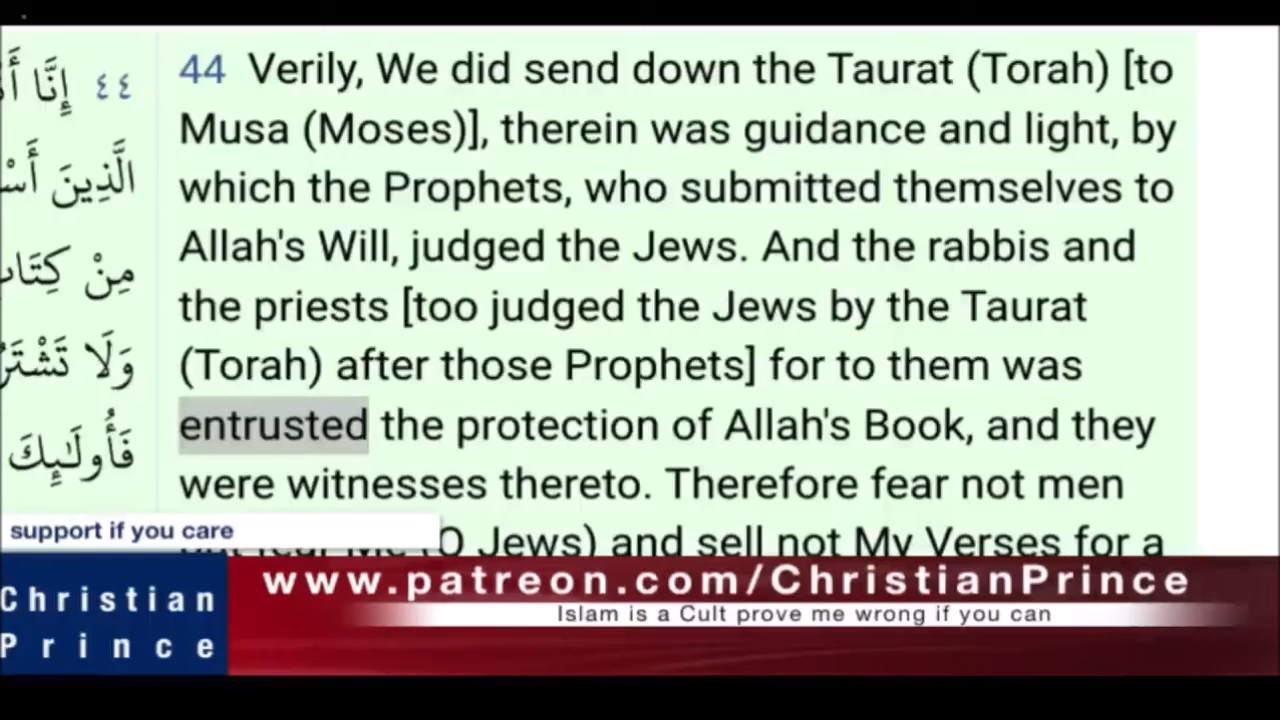 44 Verily, We did send down the Taurat (Torah) [to
Musa (Moses)], therein was guidance and light, by
which the Prophets, who submitted themselves to
Allah's Will, judged the Jews. And the rabbis and
the priests [too judged the Jews by the Taurat
(Torah) after those Prophets] for to them was
entrusted the protection of Allah's Book, and they
were witnesses thereto. Therefore fear not men
(O Jews) and sell not My Verses for a
٤٤ إِنَّا
الَّذِينَ
مِنْ
وَلَا
فَأُولَٰئِكَ
support if you care
www.patreon.com/ChristianPrince
Islam is a Cult prove me wrong if you can
Christian
Prince